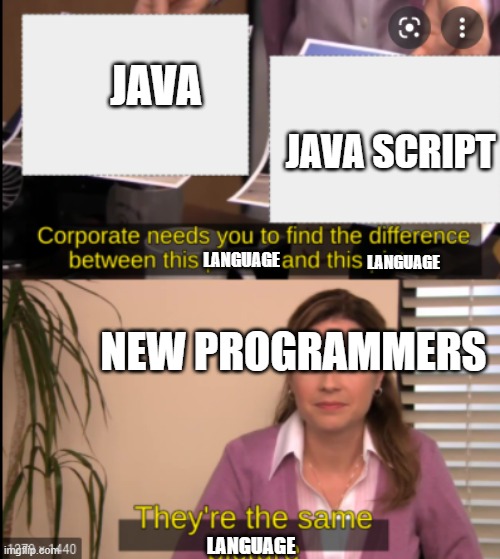 JAVA
JAVA SCRIPT
Corporate needs you to find the difference
between this LANGUAGE and this LANGUAGE
NEW PROGRAMMERS
They're the same
LANGUAGE
imgflip.com